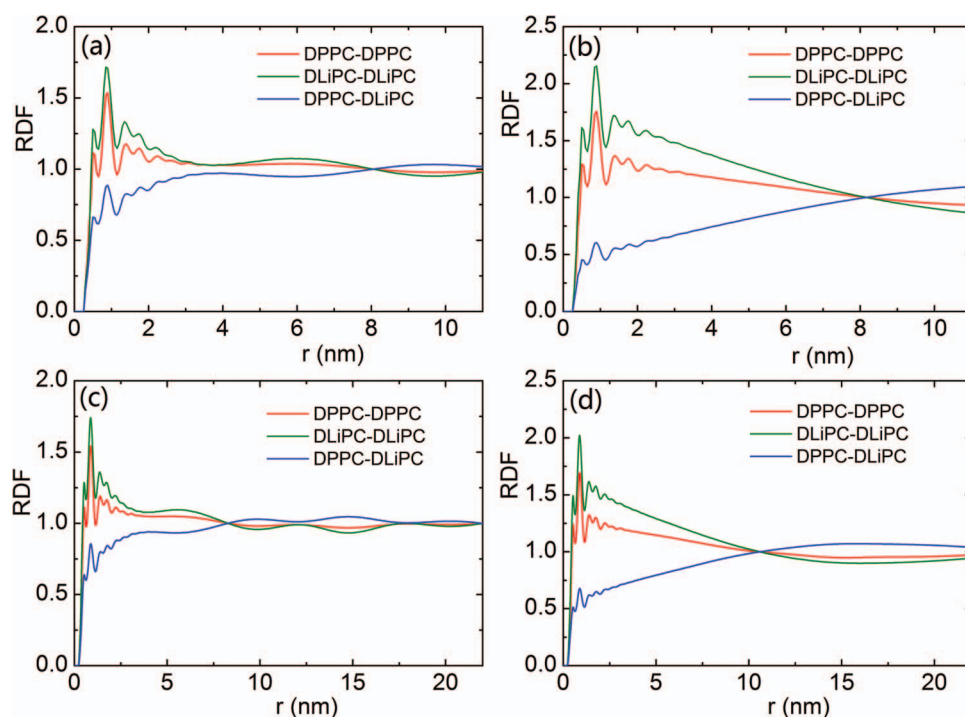 (a)
RDF
2.0
1.5
1.0
0.5
0.0
DPPC-DPPC
DLiPC-DLiPC
DPPC-DLiPC
0 2 4 6 8 10
r (nm)
(b)
RDF
2.5
2.0
1.5
1.0
0.5
0.0
DPPC-DPPC
DLiPC-DLiPC
DPPC-DLiPC
0 2 4 6 8 10
r (nm)
(c)
RDF
2.0
1.5
1.0
0.5
0.0
DPPC-DPPC
DLiPC-DLiPC
DPPC-DLiPC
0 5 10 15 20
r (nm)
(d)
RDF
2.5
2.0
1.5
1.0
0.5
0.0
DPPC-DPPC
DLiPC-DLiPC
DPPC-DLiPC
0 5 10 15 20
r (nm)